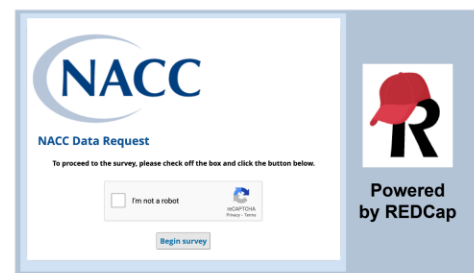 NACC
NACC Data Request
To proceed to the survey, please check off the box and click the button below.
I'm not a robot
reCAPTCHA
Privacy - Terms
Begin survey
R
Powered
by REDCap